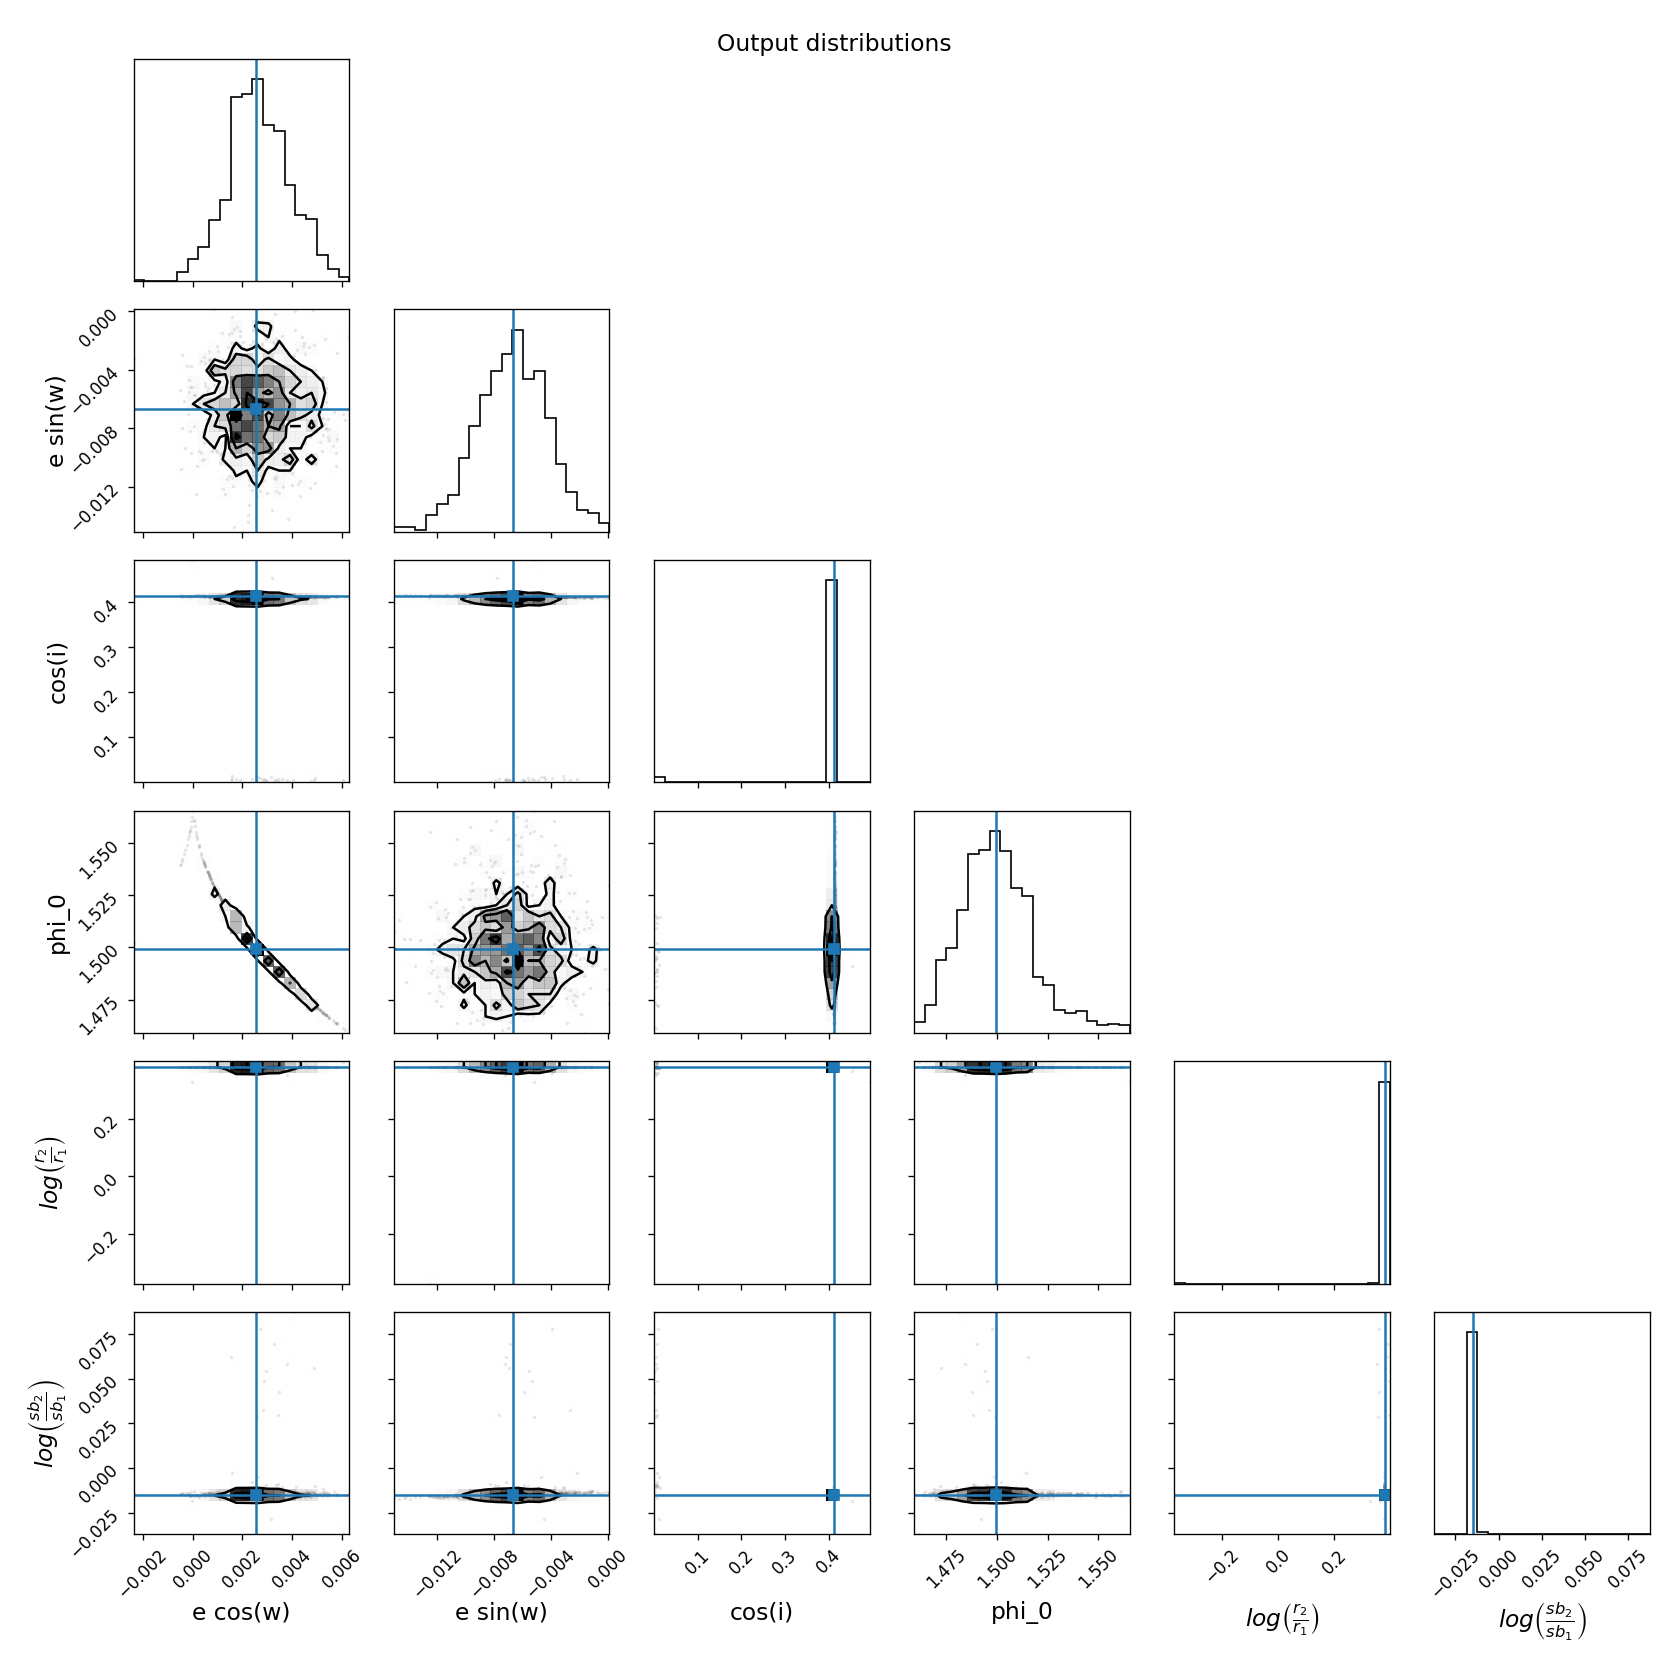 Output distributions
0.000
−0.004
−0.008
−0.012
e sin(w)
0.4
0.3
0.2
0.1
cos(i)
1.550
1.525
1.500
1.475
phi_0
0.2
0.0
−0.2
log(r₂/r₁)
0.075
0.050
0.025
0.000
−0.025
log(sb₂/sb₁)
−0.002 0.000 0.002 0.004 0.006
−0.012 −0.008 −0.004 0.000
0.1 0.2 0.3 0.4
1.475 1.500 1.525 1.550
−0.2 0.0 0.2
−0.025 0.000 0.025 0.050 0.075
e cos(w)
e sin(w)
cos(i)
phi_0
log(r₂/r₁)
log(sb₂/sb₁)